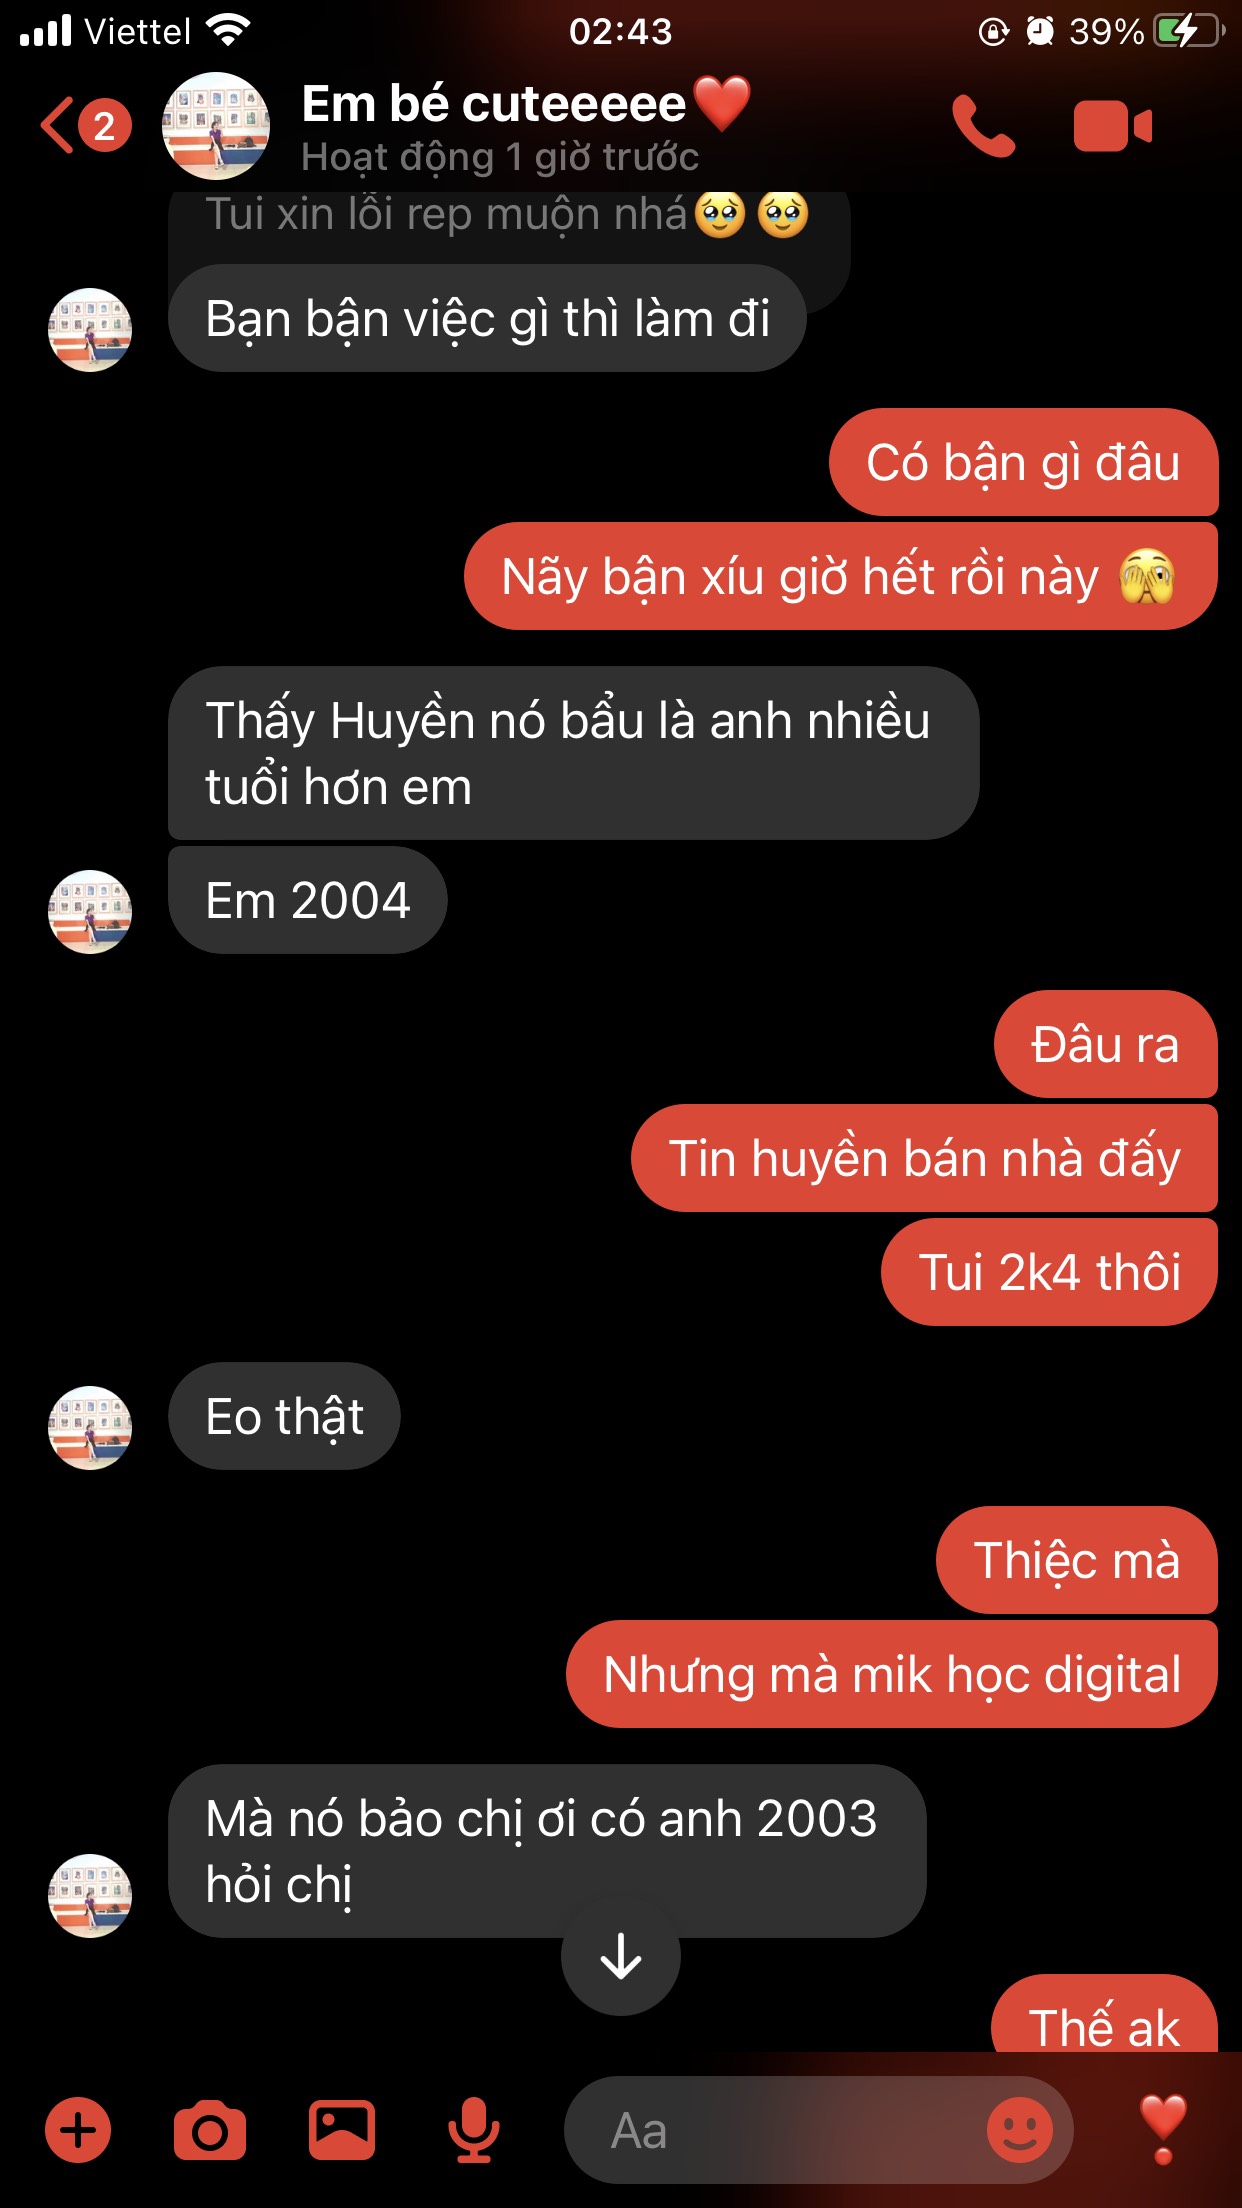 Viettel 02:43 39%
2 Em bé cuteeeee❤️
Hoạt động 1 giờ trước
Tui xin lỗi rep muộn nhá🥹🥹
Bạn bận việc gì thì làm đi
Có bận gì đâu
Nãy bận xíu giờ hết rồi này 🫣
Thấy Huyền nó bẩu là anh nhiều
tuổi hơn em
Em 2004
Đâu ra
Tin huyền bán nhà đấy
Tui 2k4 thôi
Eo thật
Thiệc mà
Nhưng mà mik học digital
Mà nó bảo chị ơi có anh 2003
hỏi chị
Thế ak
Aa